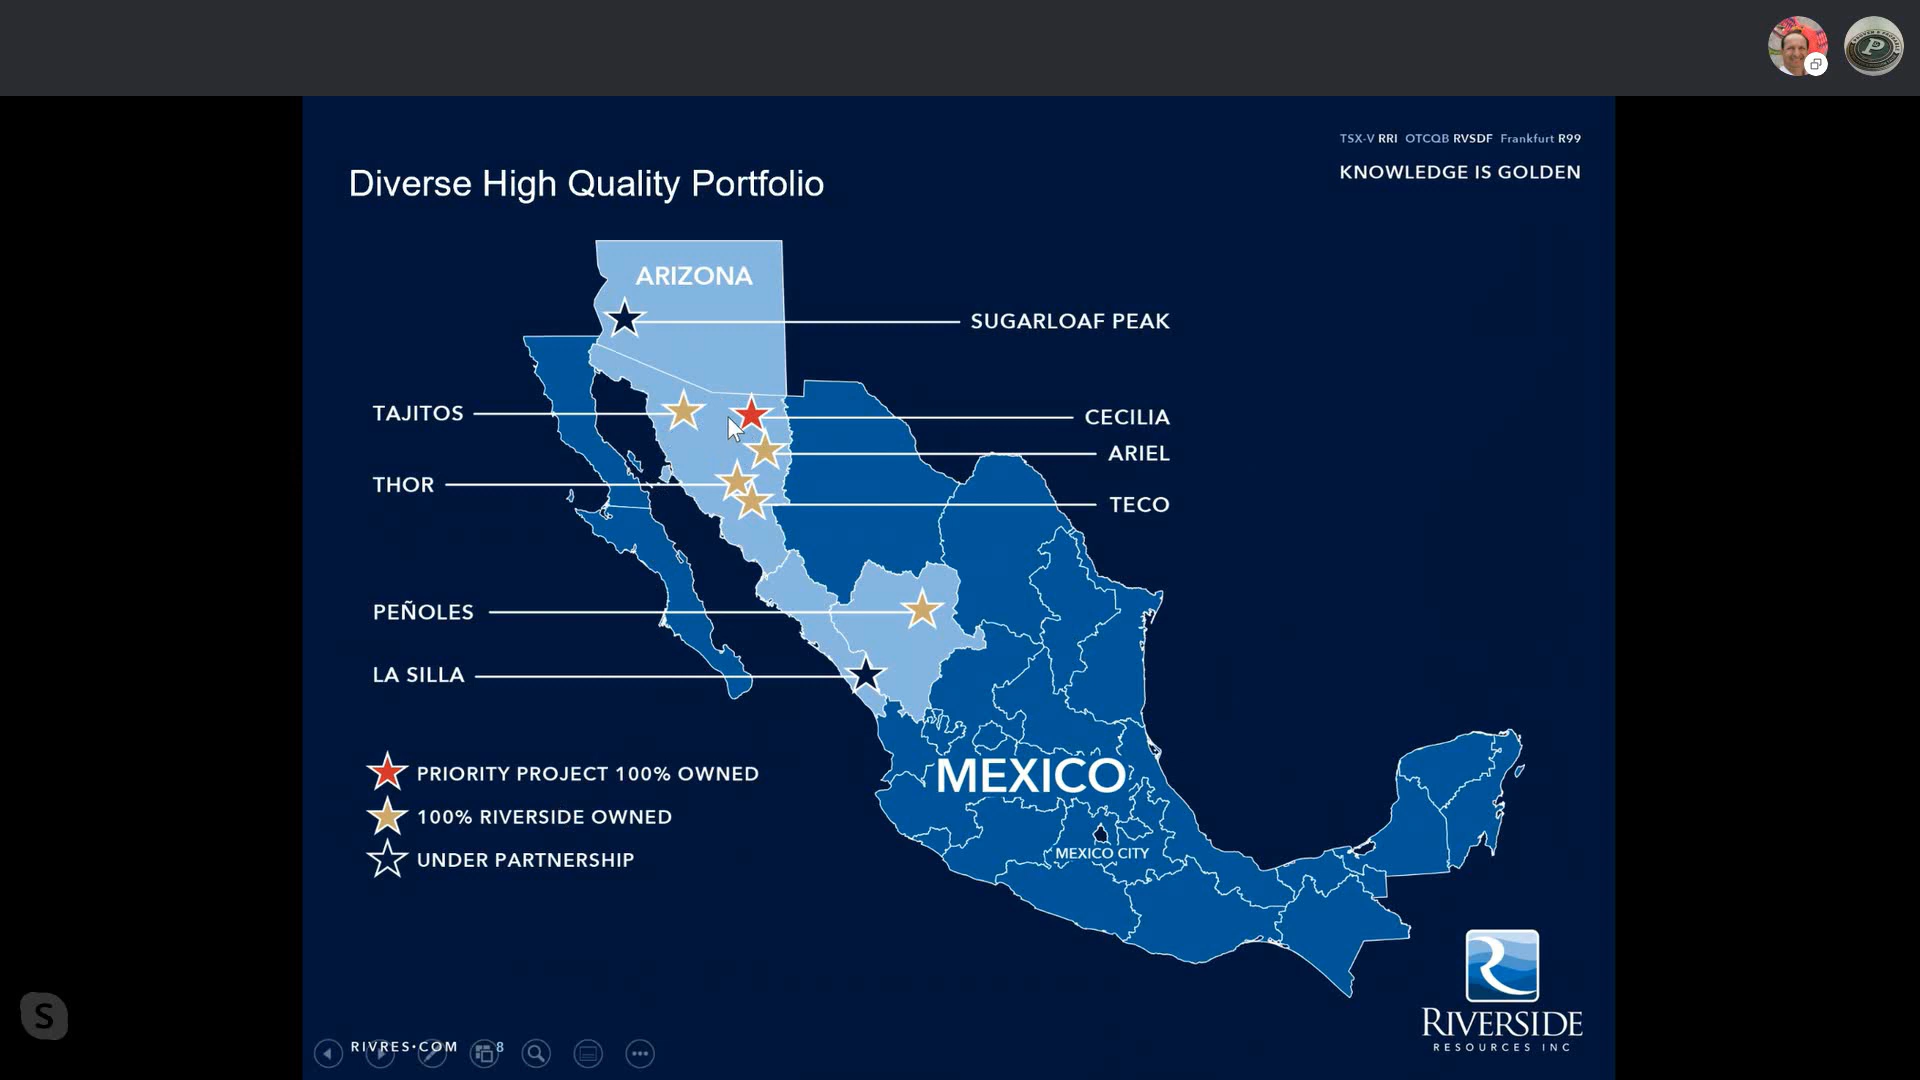 TSX-V RRI OTCQB RVSDF Frankfurt R99
KNOWLEDGE IS GOLDEN
Diverse High Quality Portfolio
ARIZONA
SUGARLOAF PEAK
TAJITOS
CECILIA
ARIEL
THOR
TECO
PEÑOLES
LA SILLA
MEXICO
MEXICO CITY
PRIORITY PROJECT 100% OWNED
100% RIVERSIDE OWNED
UNDER PARTNERSHIP
RIVERSIDE
RESOURCES INC
RIVRES•COM 8
S
P